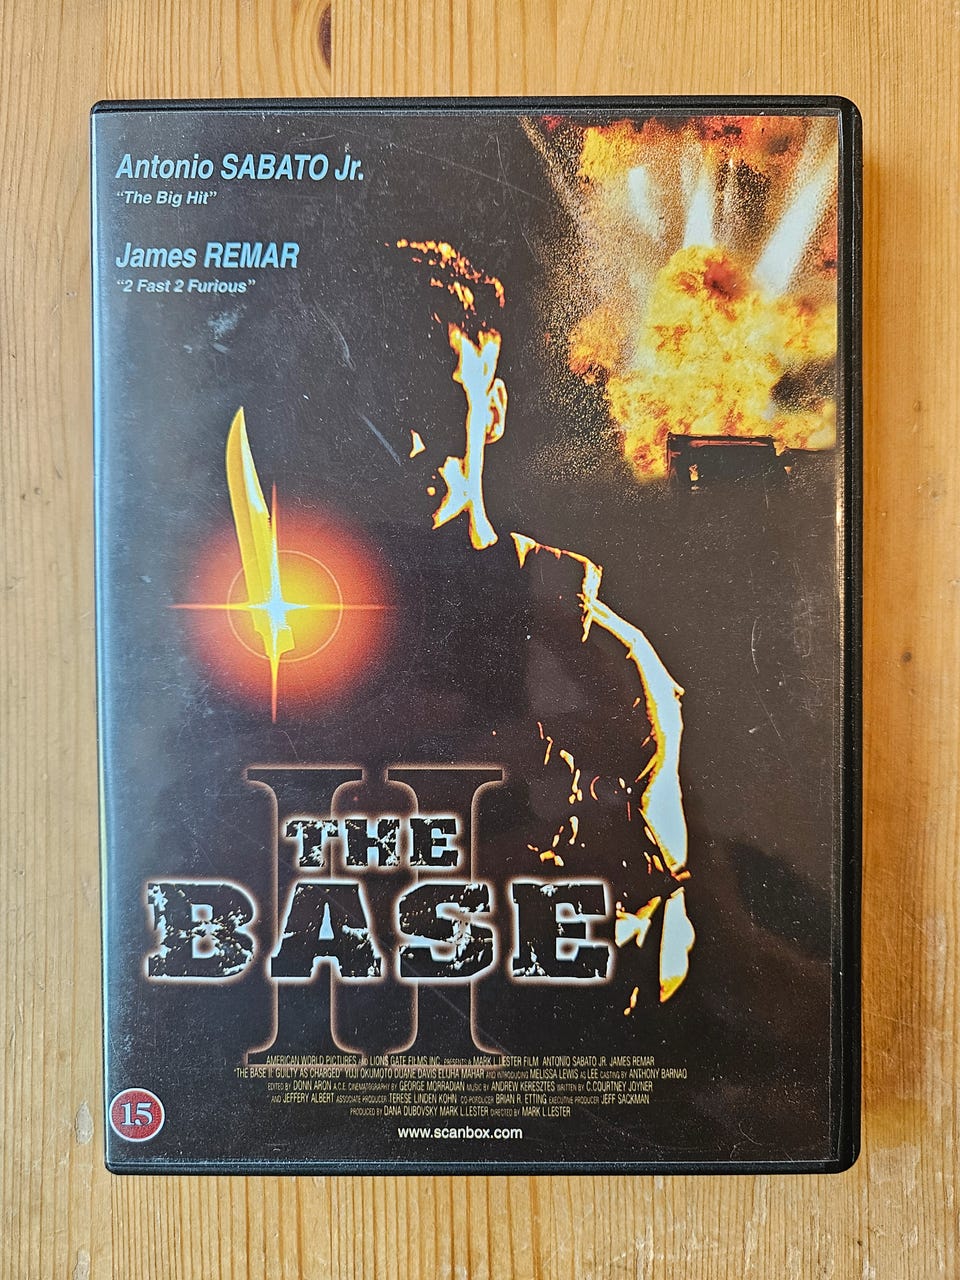 Antonio SABATO Jr.
“The Big Hit”
James REMAR
“2 Fast 2 Furious”
II
THE
BASE
AMERICAN WORLD PICTURES AND LIONS GATE FILMS INC. PRESENTS A MARK L. LESTER FILM ANTONIO SABATO JR. JAMES REMAR
"THE BASE II: GUILTY AS CHARGED" YUJI OKUMOTO DUANE DAVIS ELURA MAHAR AND INTRODUCING MELISSA LEWIS AS LEE CASTING BY ANTHONY BARNAO
EDITED BY DONN ARON A.C.E. CINEMATOGRAPHY BY GEORGE MORRADIAN MUSIC BY ANDREW KERESZTES WRITTEN BY C.COURTNEY JOYNER
AND JEFFERY ALBERT ASSOCIATE PRODUCER TERESE LINDEN KOHN CO-PORDUCER BRIAN R. ETTING EXECUTIVE PRODUCER JEFF SACKMAN
PRODUCED BY DANA DUBOVSKY MARK L.LESTER DIRECTED BY MARK L.LESTER
15
www.scanbox.com